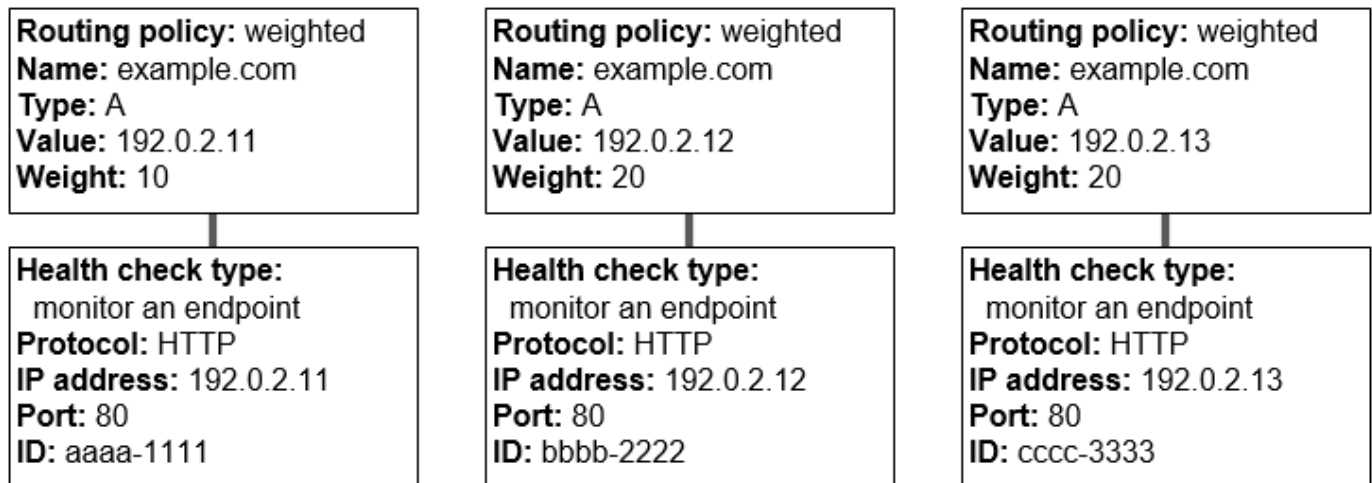 Routing policy: weighted
Name: example.com
Type: A
Value: 192.0.2.11
Weight: 10
Health check type:
monitor an endpoint
Protocol: HTTP
IP address: 192.0.2.11
Port: 80
ID: aaaa-1111
Routing policy: weighted
Name: example.com
Type: A
Value: 192.0.2.12
Weight: 20
Health check type:
monitor an endpoint
Protocol: HTTP
IP address: 192.0.2.12
Port: 80
ID: bbbb-2222
Routing policy: weighted
Name: example.com
Type: A
Value: 192.0.2.13
Weight: 20
Health check type:
monitor an endpoint
Protocol: HTTP
IP address: 192.0.2.13
Port: 80
ID: cccc-3333